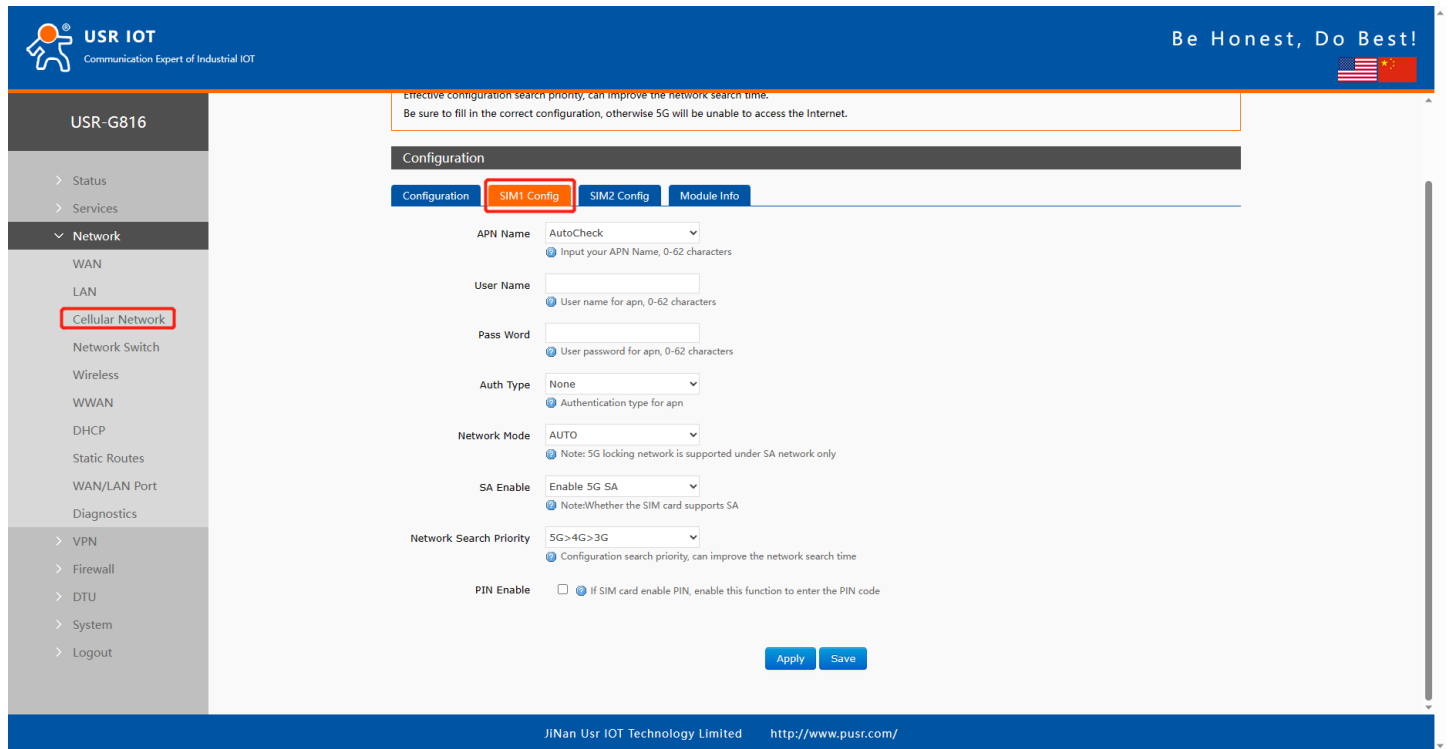 USR IOT
Communication Expert of Industrial IOT
Be Honest, Do Best!
USR-G816
Status
Services
Network
WAN
LAN
Cellular Network
Network Switch
Wireless
WWAN
DHCP
Static Routes
WAN/LAN Port
Diagnostics
VPN
Firewall
DTU
System
Logout
Effective configuration search priority, can improve the network search time.
Be sure to fill in the correct configuration, otherwise 5G will be unable to access the Internet.
Configuration
Configuration SIM1 Config SIM2 Config Module Info
APN Name AutoCheck
Input your APN Name, 0-62 characters
User Name
User name for apn, 0-62 characters
Pass Word
User password for apn, 0-62 characters
Auth Type None
Authentication type for apn
Network Mode AUTO
Note: 5G locking network is supported under SA network only
SA Enable Enable 5G SA
Note:Whether the SIM card supports SA
Network Search Priority 5G>4G>3G
Configuration search priority, can improve the network search time
PIN Enable If SIM card enable PIN, enable this function to enter the PIN code
Apply Save
JiNan Usr IOT Technology Limited http://www.pusr.com/